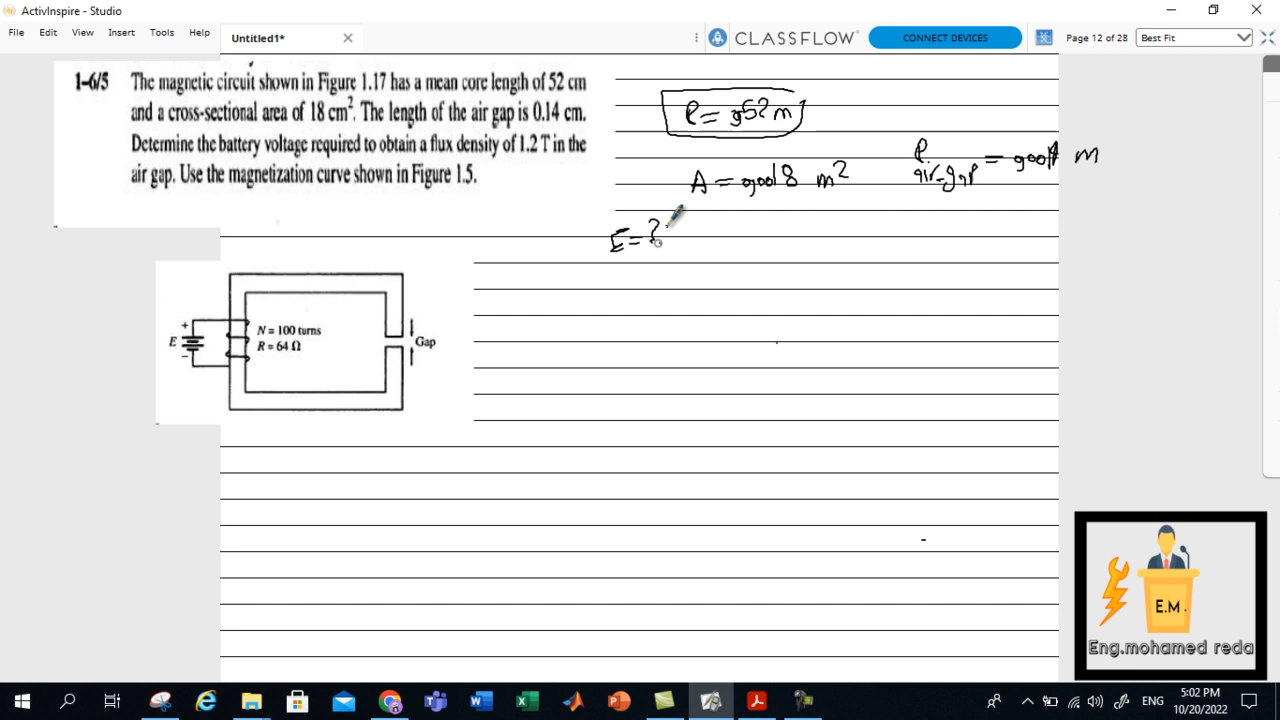 ActivInspire - Studio
File Edit View Insert Tools Help
Untitled1*
CLASSFLOW
CONNECT DEVICES
Page 12 of 28
Best Fit
1-6/5 The magnetic circuit shown in Figure 1.17 has a mean core length of 52 cm
and a cross-sectional area of 18 cm². The length of the air gap is 0.14 cm.
Determine the battery voltage required to obtain a flux density of 1.2 T in the
air gap. Use the magnetization curve shown in Figure 1.5.
ℓ = 0,52 m
A = 0,0018 m²
ℓ air-gap = m
E = ?
+
E
-
N = 100 turns
R = 64 Ω
Gap
E.M.
Eng.mohamed reda
ENG
5:02 PM
10/20/2022